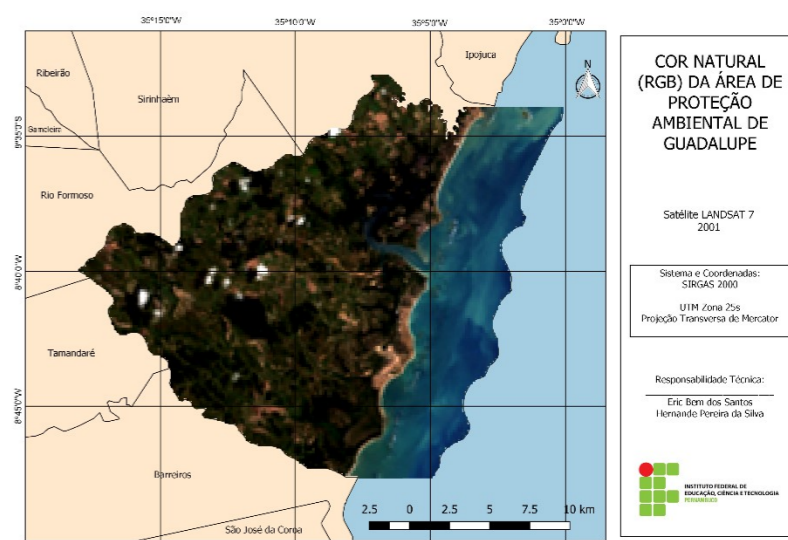 35°15'0"W
35°10'0"W
35°5'0"W
35°0'0"W
Ipojuca
N
Ribeirão
Sirinhaém
Gameleira
8°35'0"S
Rio Formoso
8°40'0"W
Tamandaré
8°45'0"W
Barreiros
São José da Coroa
2.5 0 2.5 5 7.5 10 km
COR NATURAL
(RGB) DA ÁREA DE
PROTEÇÃO
AMBIENTAL DE
GUADALUPE
Satélite LANDSAT 7
2001
Sistema e Coordenadas:
SIRGAS 2000
UTM Zona 25s
Projeção Transversa de Mercator
Responsabilidade Técnica:
Eric Bem dos Santos
Hernande Pereira da Silva
INSTITUTO FEDERAL DE
EDUCAÇÃO, CIÊNCIA E TECNOLOGIA
PERNAMBUCO